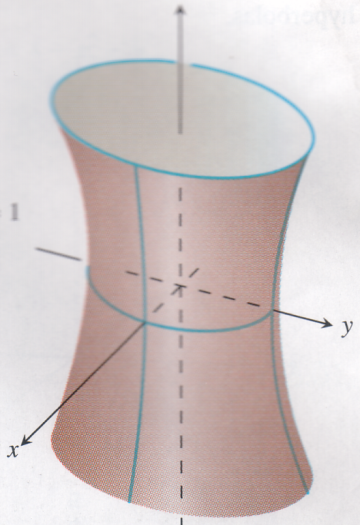 = 1
y
x